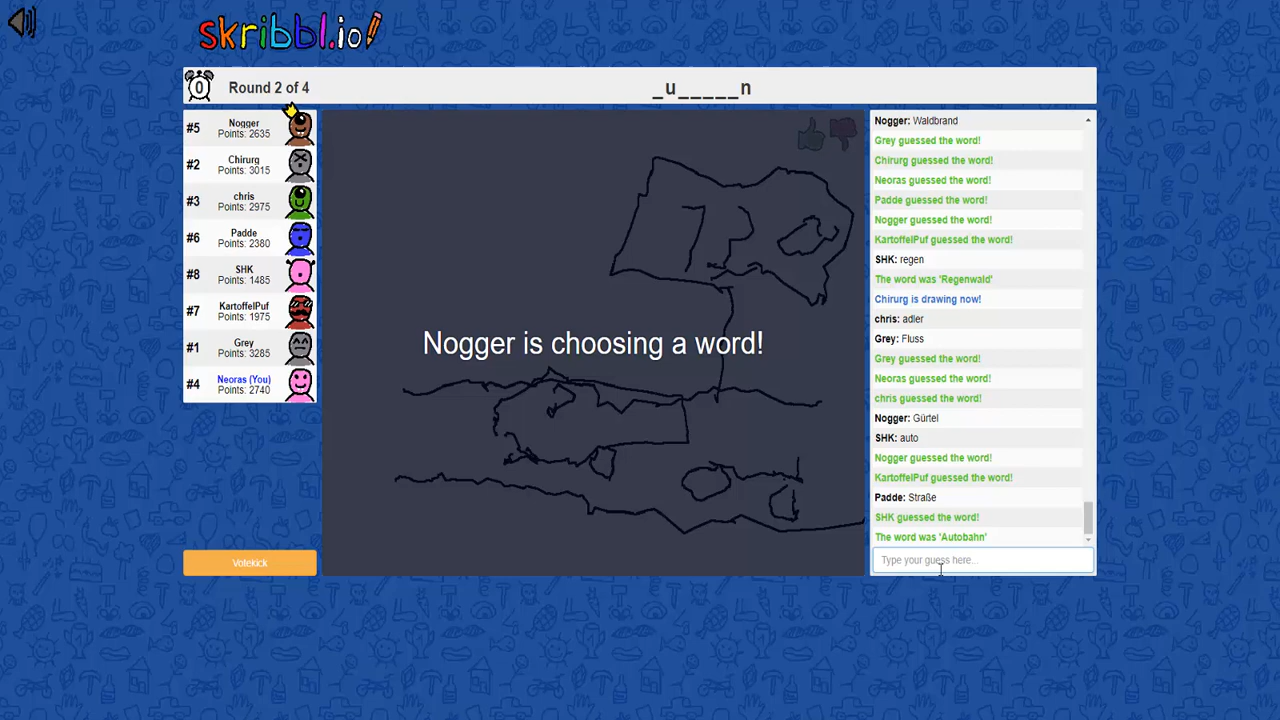 skribbl.io
0
Round 2 of 4
_u_____n
#5
Nogger
Points: 2635
#2
Chirurg
Points: 3015
#3
chris
Points: 2975
#6
Padde
Points: 2380
#8
SHK
Points: 1485
#7
KartoffelPuf
Points: 1975
#1
Grey
Points: 3285
#4
Neoras (You)
Points: 2740
Votekick
Nogger is choosing a word!
Nogger: Waldbrand
Grey guessed the word!
Chirurg guessed the word!
Neoras guessed the word!
Padde guessed the word!
Nogger guessed the word!
KartoffelPuf guessed the word!
SHK: regen
The word was 'Regenwald'
Chirurg is drawing now!
chris: adler
Grey: Fluss
Grey guessed the word!
Neoras guessed the word!
chris guessed the word!
Nogger: Gürtel
SHK: auto
Nogger guessed the word!
KartoffelPuf guessed the word!
Padde: Straße
SHK guessed the word!
The word was 'Autobahn'
Type your guess here...